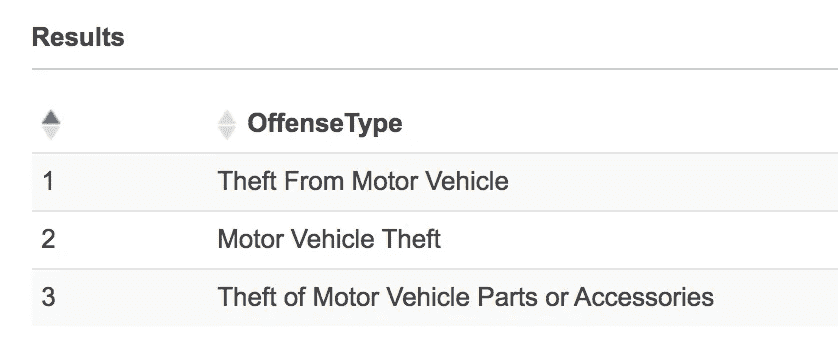 Results
OffenseType
1 Theft From Motor Vehicle
2 Motor Vehicle Theft
3 Theft of Motor Vehicle Parts or Accessories